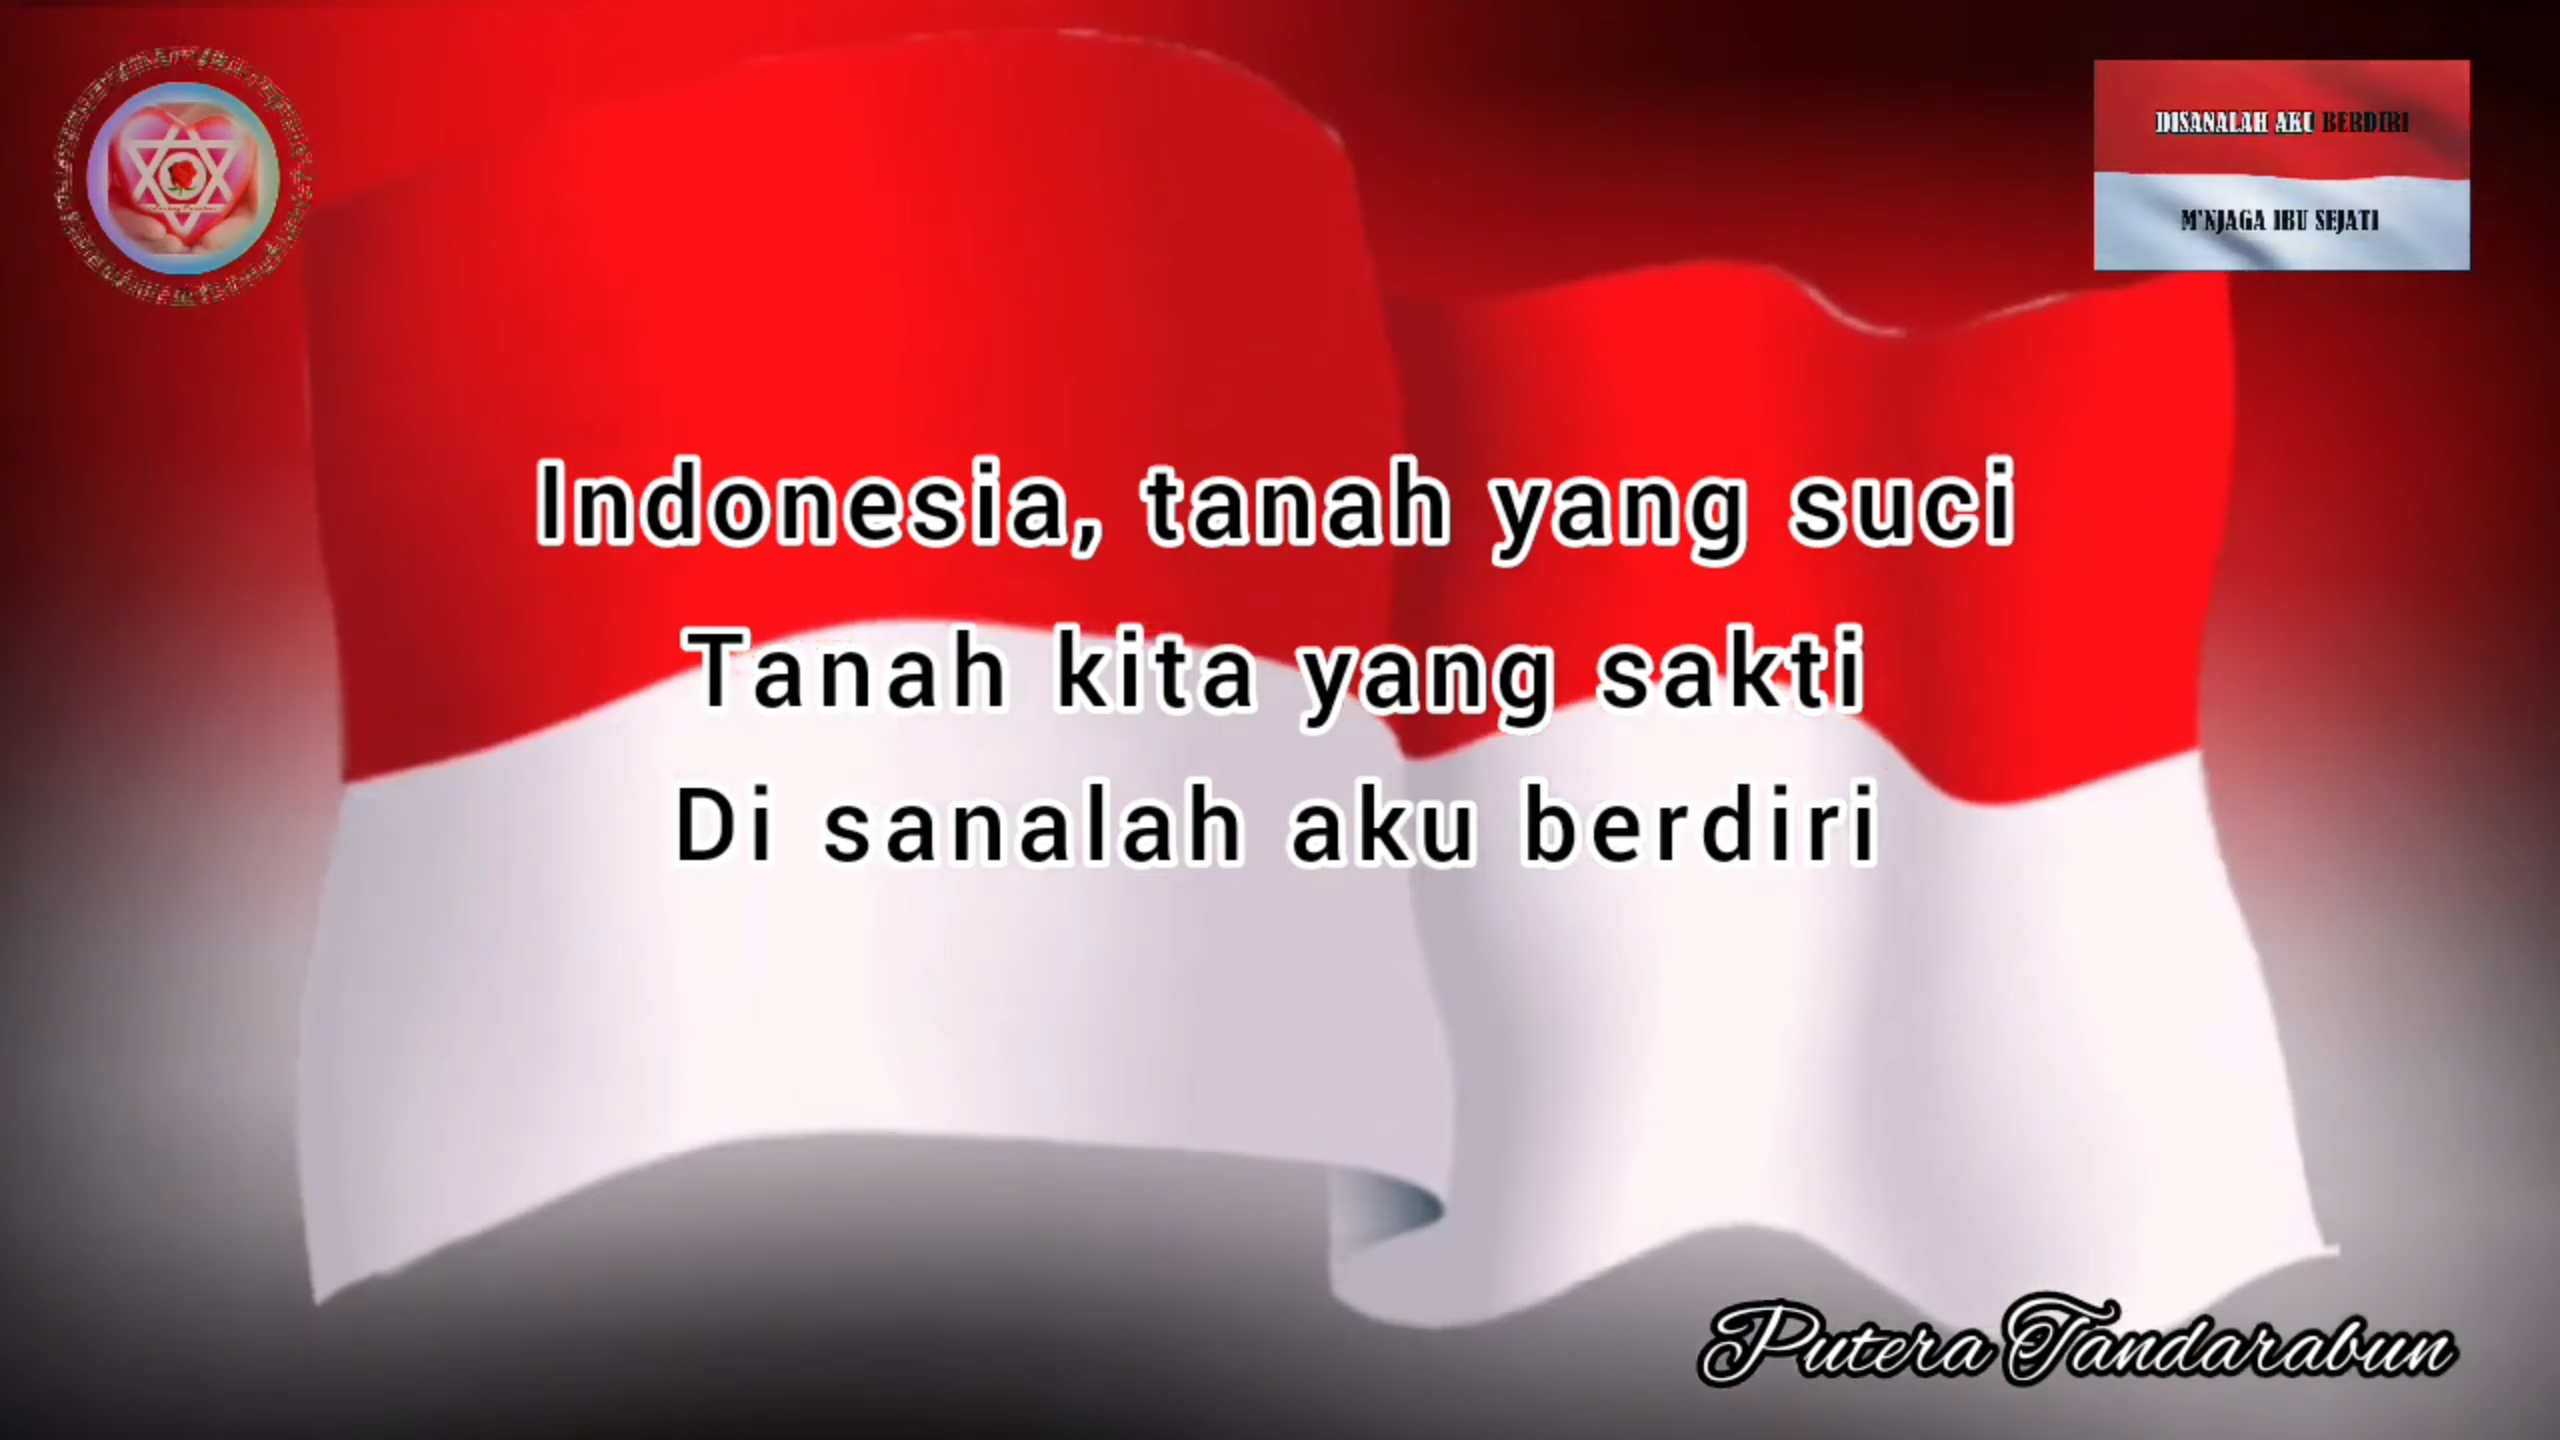 DISANALAH AKU BERDIRI
M'NJAGA IBU SEJATI
Indonesia, tanah yang suci
Tanah kita yang sakti
Di sanalah aku berdiri
Putera Tandarabun